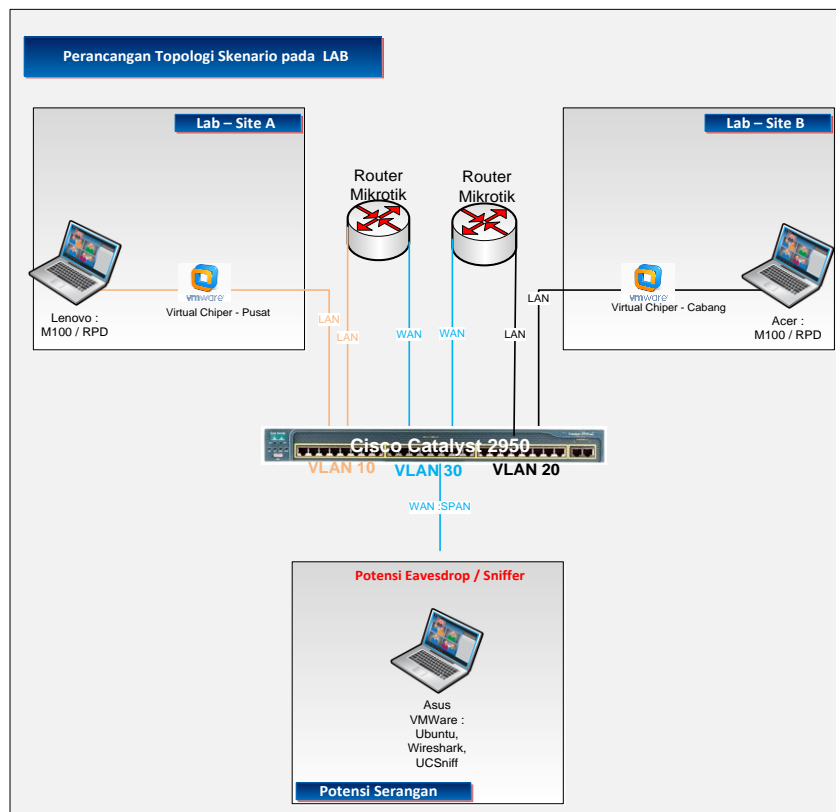 Perancangan Topologi Skenario pada LAB
Lab – Site A
Lab – Site B
Router
Mikrotik
Router
Mikrotik
vmware
Virtual Chiper - Pusat
Lenovo :
M100 / RPD
vmware
Virtual Chiper - Cabang
Acer :
M100 / RPD
LAN
LAN
WAN
WAN
LAN
LAN
Cisco Catalyst 2950
VLAN 10
VLAN 30
VLAN 20
WAN :SPAN
Potensi Eavesdrop / Sniffer
Asus
VMWare :
Ubuntu,
Wireshark,
UCSniff
Potensi Serangan